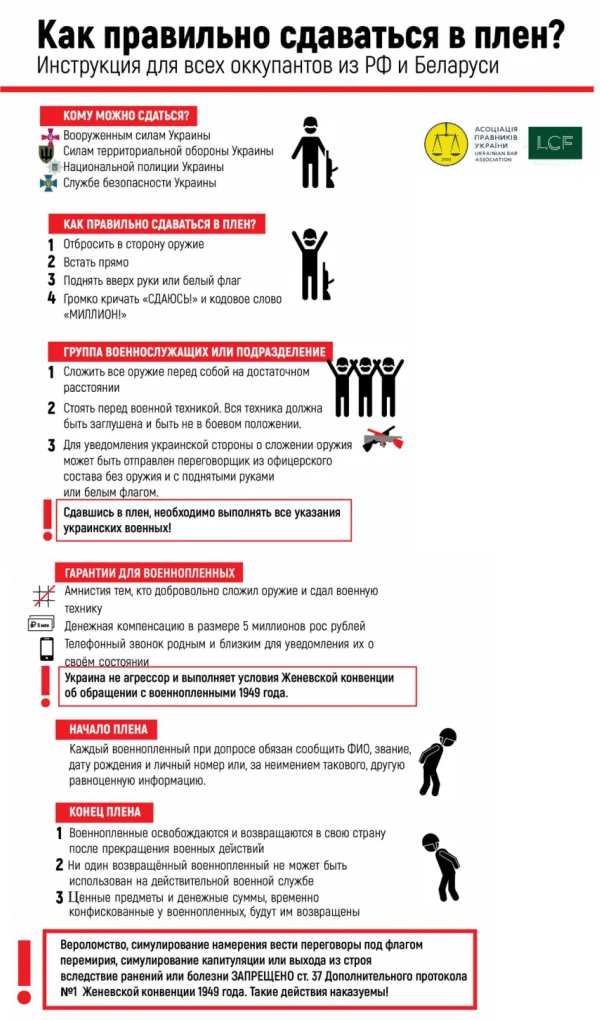 Как правильно сдаваться в плен?
Инструкция для всех оккупантов из РФ и Беларуси
КОМУ МОЖНО СДАТЬСЯ?
Вооруженным силам Украины
Силам территориальной обороны Украины
Национальной полиции Украины
Службе безопасности Украины
АСОЦІАЦІЯ
ПРАВНИКІВ
УКРАЇНИ
UKRAINIAN BAR
ASSOCIATION
2002
LCF
КАК ПРАВИЛЬНО СДАВАТЬСЯ В ПЛЕН?
1 Отбросить в сторону оружие
2 Встать прямо
3 Поднять вверх руки или белый флаг
4 Громко кричать «СДАЮСЬ!» и кодовое слово
«МИЛЛИОН!»
ГРУППА ВОЕННОСЛУЖАЩИХ ИЛИ ПОДРАЗДЕЛЕНИЕ
1 Сложить все оружие перед собой на достаточном
расстоянии
2 Стоять перед военной техникой. Вся техника должна
быть заглушена и быть не в боевом положении.
3 Для уведомления украинской стороны о сложении оружия
может быть отправлен переговорщик из офицерского
состава без оружия и с поднятыми руками
или белым флагом.
Сдавшись в плен, необходимо выполнять все указания
украинских военных!
ГАРАНТИИ ДЛЯ ВОЕННОПЛЕННЫХ
Амнистия тем, кто добровольно сложил оружие и сдал военную
технику
₽ 5 млн
Денежная компенсацию в размере 5 миллионов рос рублей
Телефонный звонок родным и близким для уведомления их о
своём состоянии
Украина не агрессор и выполняет условия Женевской конвенции
об обращении с военнопленными 1949 года.
НАЧАЛО ПЛЕНА
Каждый военнопленный при допросе обязан сообщить ФИО, звание,
дату рождения и личный номер или, за неимением такового, другую
равноценную информацию.
КОНЕЦ ПЛЕНА
1 Военнопленные освобождаются и возвращаются в свою страну
после прекращения военных действий
2 Ни один возвращённый военнопленный не может быть
использован на действительной военной службе
3 Ценные предметы и денежные суммы, временно
конфискованные у военнопленных, будут им возвращены
Вероломство, симулирование намерения вести переговоры под флагом
перемирия, симулирование капитуляции или выхода из строя
вследствие ранений или болезни ЗАПРЕЩЕНО ст. 37 Дополнительного протокола
№1 Женевской конвенции 1949 года. Такие действия наказуемы!